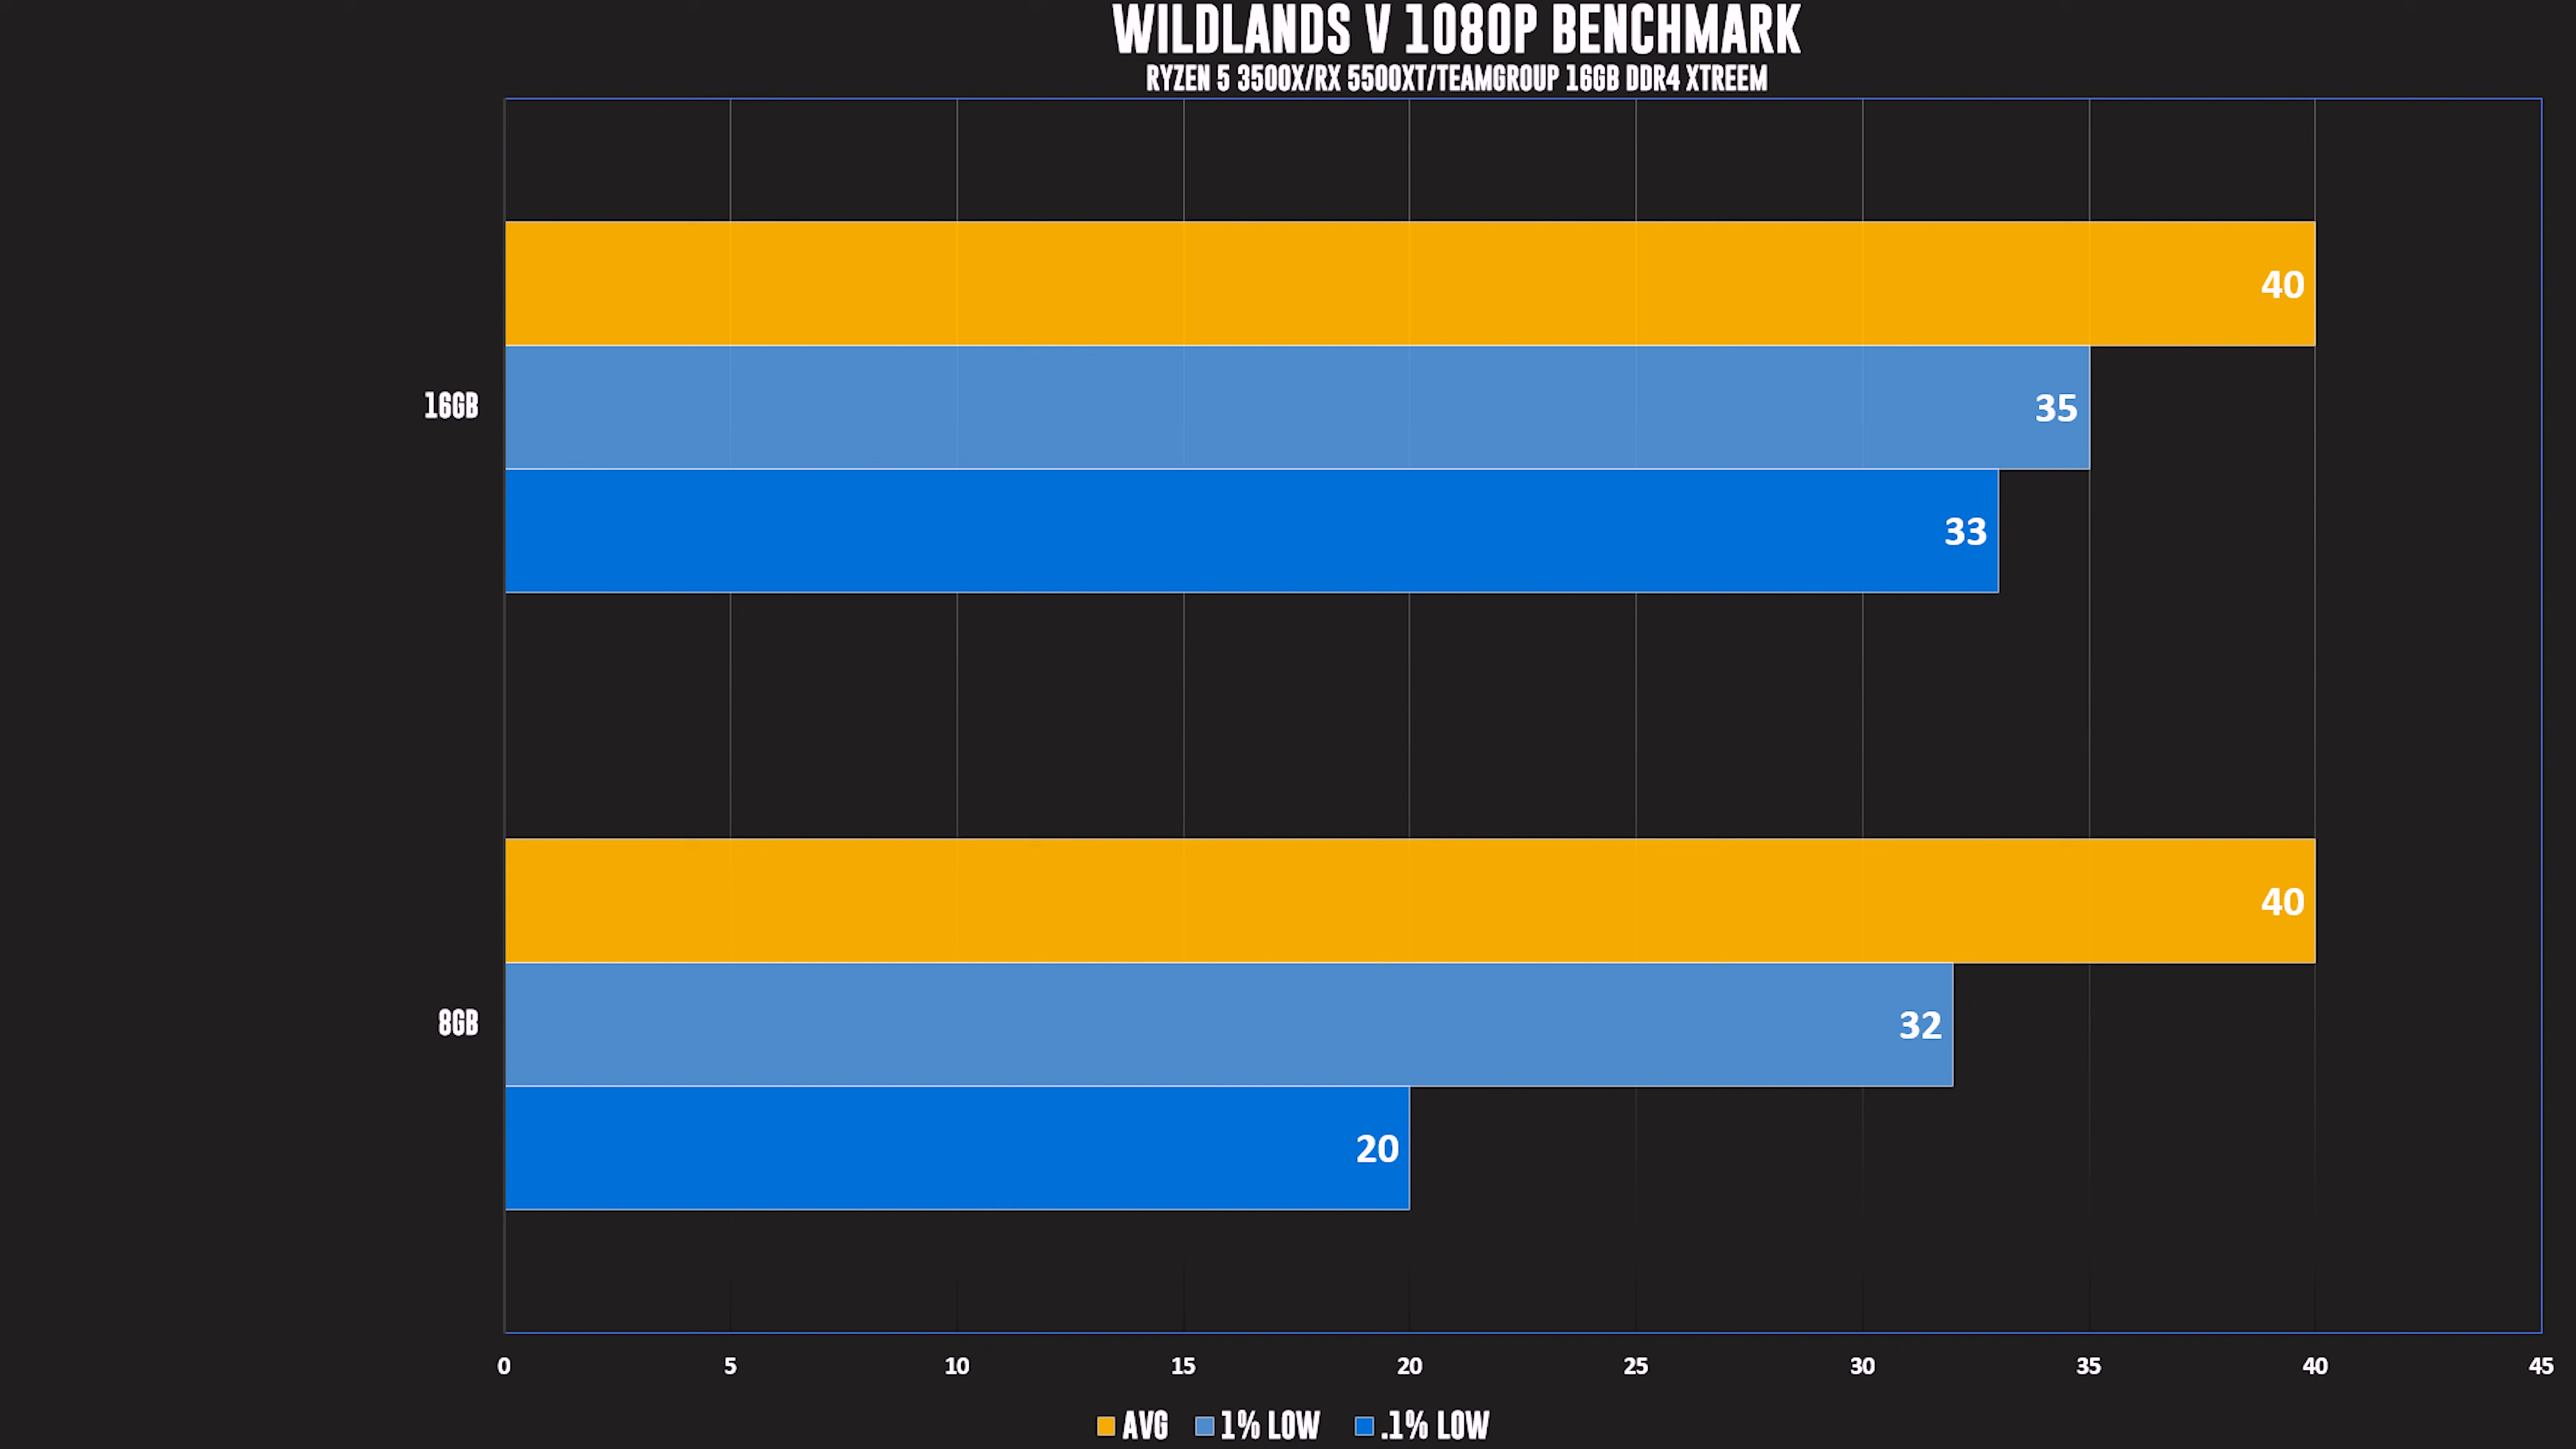 WILDLANDS V 1080P BENCHMARK
RYZEN 5 3500X/RX 5500XT/TEAMGROUP 16GB DDR4 XTREEM
40
16GB
35
33
40
8GB
32
20
0 5 10 15 20 25 30 35 40 45
AVG 1% LOW .1% LOW